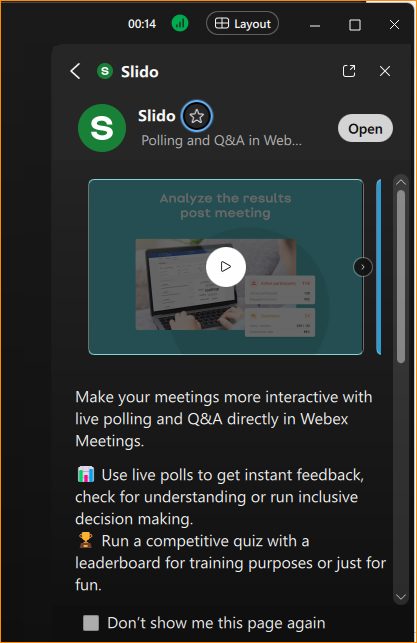 00:14
Layout
Slido
Slido
Polling and Q&A in Web...
Open
Analyze the results
post meeting
Make your meetings more interactive with
live polling and Q&A directly in Webex
Meetings.
📊 Use live polls to get instant feedback,
check for understanding or run inclusive
decision making.
🏆 Run a competitive quiz with a
leaderboard for training purposes or just for
fun.
Don't show me this page again